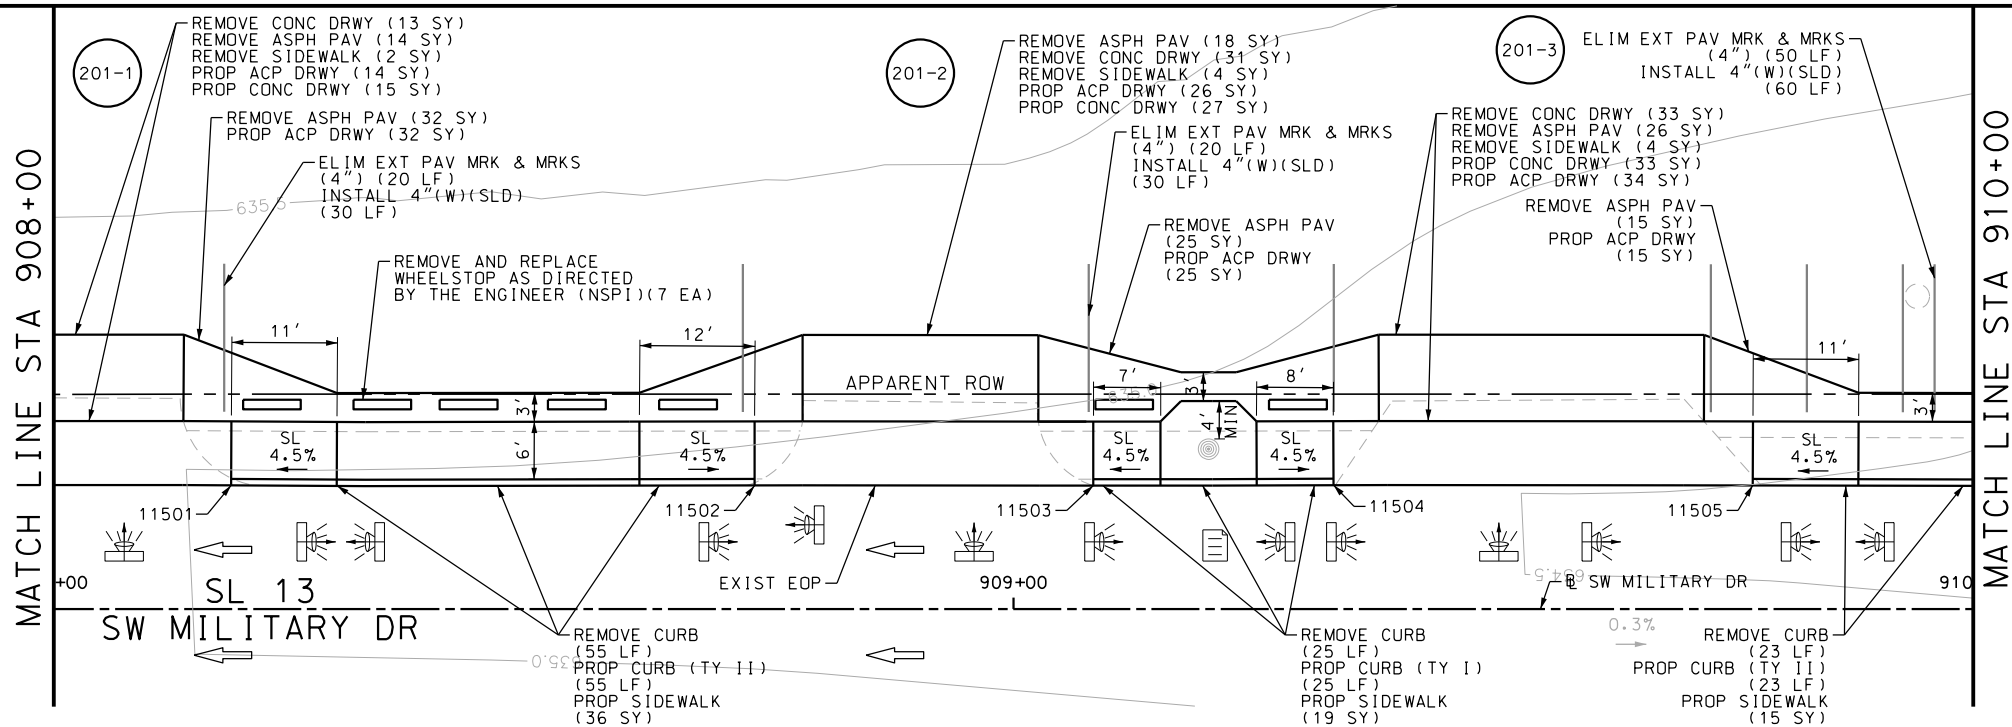 MATCH LINE STA 908+00
201-1
REMOVE CONC DRWY (13 SY)
REMOVE ASPH PAV (14 SY)
REMOVE SIDEWALK (2 SY)
PROP ACP DRWY (14 SY)
PROP CONC DRWY (15 SY)
REMOVE ASPH PAV (32 SY)
PROP ACP DRWY (32 SY)
ELIM EXT PAV MRK & MRKS
(4") (20 LF)
INSTALL 4"(W)(SLD)
(30 LF)
635.5
REMOVE AND REPLACE
WHEELSTOP AS DIRECTED
BY THE ENGINEER (NSPI)(7 EA)
201-2
REMOVE ASPH PAV (18 SY)
REMOVE CONC DRWY (31 SY)
REMOVE SIDEWALK (4 SY)
PROP ACP DRWY (26 SY)
PROP CONC DRWY (27 SY)
ELIM EXT PAV MRK & MRKS
(4") (20 LF)
INSTALL 4"(W)(SLD)
(30 LF)
REMOVE ASPH PAV
(25 SY)
PROP ACP DRWY
(25 SY)
201-3
ELIM EXT PAV MRK & MRKS
(4") (50 LF)
INSTALL 4"(W)(SLD)
(60 LF)
REMOVE CONC DRWY (33 SY)
REMOVE ASPH PAV (26 SY)
REMOVE SIDEWALK (4 SY)
PROP CONC DRWY (33 SY)
PROP ACP DRWY (34 SY)
REMOVE ASPH PAV
(15 SY)
PROP ACP DRWY
(15 SY)
MATCH LINE STA 910+00
11'
12'
APPARENT ROW
7'
3'
8'
11'
3'
3'
6'
4'
MIN
SL
4.5%
SL
4.5%
SL
4.5%
SL
4.5%
SL
4.5%
11501
11502
11503
11504
11505
+00
SL 13
SW MILITARY DR
EXIST EOP
909+00
634.5
SW MILITARY DR
910
0.3%
635.0
REMOVE CURB
(55 LF)
PROP CURB (TY II)
(55 LF)
PROP SIDEWALK
(36 SY)
REMOVE CURB
(25 LF)
PROP CURB (TY I)
(25 LF)
PROP SIDEWALK
(19 SY)
REMOVE CURB
(23 LF)
PROP CURB (TY II)
(23 LF)
PROP SIDEWALK
(15 SY)